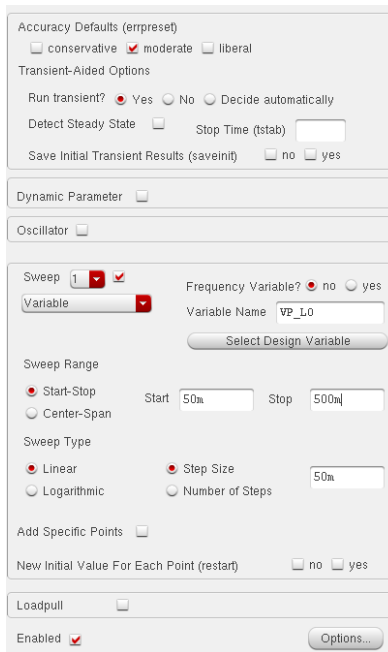 Accuracy Defaults (errpreset)
conservative moderate liberal
Transient-Aided Options
Run transient? Yes No Decide automatically
Detect Steady State Stop Time (tstab)
Save Initial Transient Results (saveinit) no yes
Dynamic Parameter
Oscillator
Sweep 1 Frequency Variable? no yes
Variable Variable Name VP_LO
Select Design Variable
Sweep Range
Start-Stop Start 50m Stop 500m
Center-Span
Sweep Type
Linear Step Size 50m
Logarithmic Number of Steps
Add Specific Points
New Initial Value For Each Point (restart) no yes
Loadpull
Enabled Options...